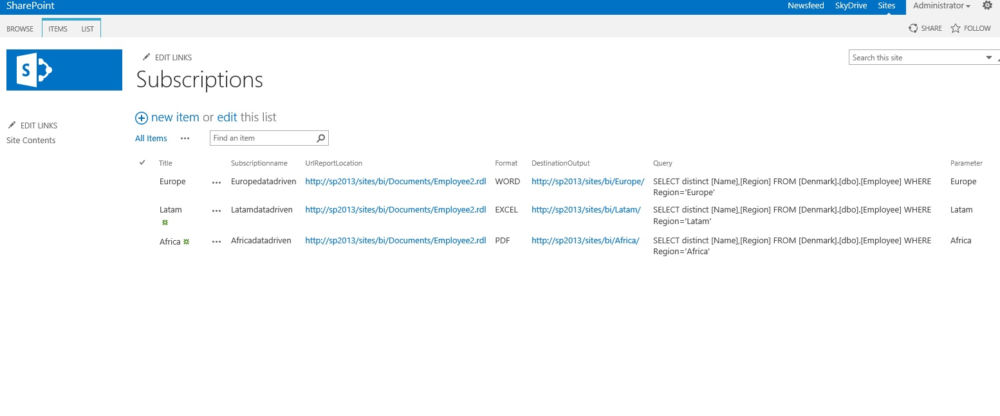 SharePoint
Newsfeed SkyDrive Sites Administrator
BROWSE ITEMS LIST SHARE FOLLOW
S
EDIT LINKS
Search this site
Subscriptions
new item or edit this list
EDIT LINKS
Site Contents
All Items ... Find an item
Title Subscriptionname UrlReportLocation Format DestinationOutput Query Parameter
Europe ... Europedatadriven http://sp2013/sites/bi/Documents/Employee2.rdl WORD http://sp2013/sites/bi/Europe/ SELECT distinct [Name],[Region] FROM [Denmark].[dbo].[Employee] WHERE Europe
Region='Europe'
Latam ... Latamdatadriven http://sp2013/sites/bi/Documents/Employee2.rdl EXCEL http://sp2013/sites/bi/Latam/ SELECT distinct [Name],[Region] FROM [Denmark].[dbo].[Employee] WHERE Latam
Region='Latam'
Africa ... Africadatadriven http://sp2013/sites/bi/Documents/Employee2.rdl PDF http://sp2013/sites/bi/Africa/ SELECT distinct [Name],[Region] FROM [Denmark].[dbo].[Employee] WHERE Africa
Region='Africa'